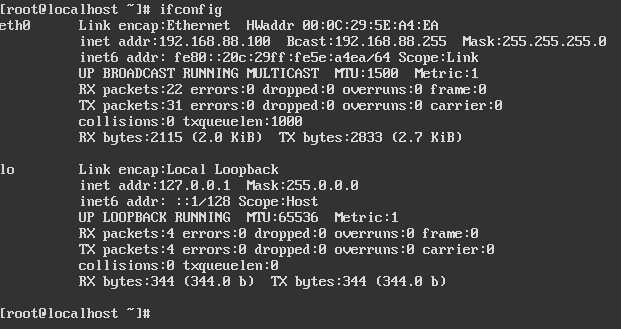 [root@localhost ~]# ifconfig
eth0      Link encap:Ethernet  HWaddr 00:0C:29:5E:A4:EA
          inet addr:192.168.88.100  Bcast:192.168.88.255  Mask:255.255.255.0
          inet6 addr: fe80::20c:29ff:fe5e:a4ea/64 Scope:Link
          UP BROADCAST RUNNING MULTICAST  MTU:1500  Metric:1
          RX packets:22 errors:0 dropped:0 overruns:0 frame:0
          TX packets:31 errors:0 dropped:0 overruns:0 carrier:0
          collisions:0 txqueuelen:1000
          RX bytes:2115 (2.0 KiB)  TX bytes:2833 (2.7 KiB)
lo        Link encap:Local Loopback
          inet addr:127.0.0.1  Mask:255.0.0.0
          inet6 addr: ::1/128 Scope:Host
          UP LOOPBACK RUNNING  MTU:65536  Metric:1
          RX packets:4 errors:0 dropped:0 overruns:0 frame:0
          TX packets:4 errors:0 dropped:0 overruns:0 carrier:0
          collisions:0 txqueuelen:0
          RX bytes:344 (344.0 b)  TX bytes:344 (344.0 b)
[root@localhost ~]#